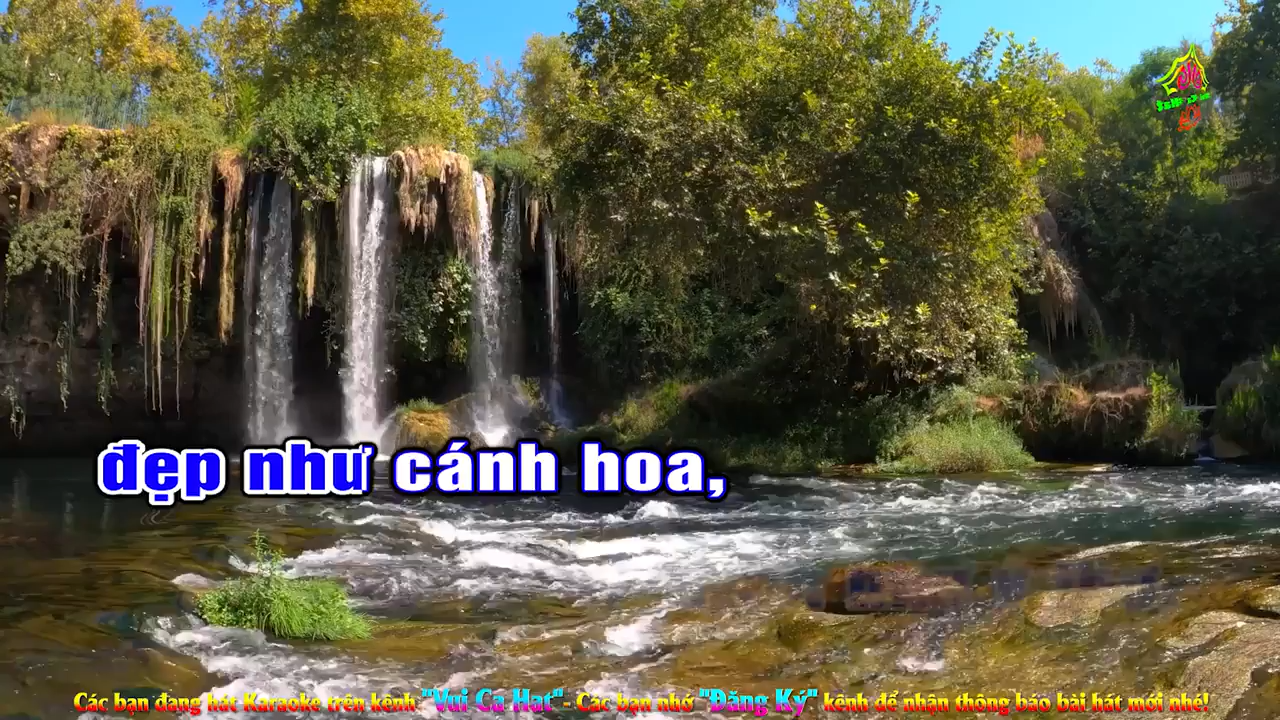 đẹp như cánh hoa,
Các bạn đang hát Karaoke trên kênh "Vui Ca Hat" - Các bạn nhớ "Đăng Ký" kênh để nhận thông báo bài hát mới nhé!